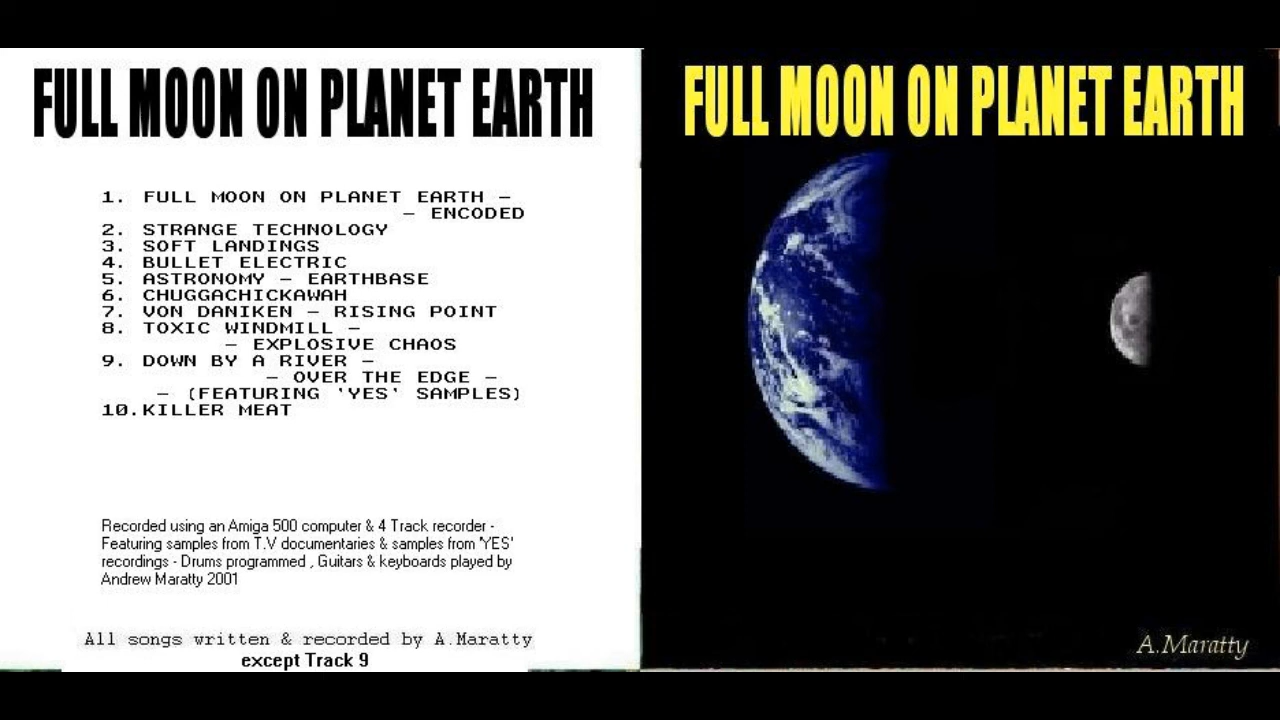 FULL MOON ON PLANET EARTH
1. FULL MOON ON PLANET EARTH –
– ENCODED
2. STRANGE TECHNOLOGY
3. SOFT LANDINGS
4. BULLET ELECTRIC
5. ASTRONOMY – EARTHBASE
6. CHUGGACHICKAWAH
7. VON DANIKEN – RISING POINT
8. TOXIC WINDMILL –
– EXPLOSIVE CHAOS
9. DOWN BY A RIVER –
– OVER THE EDGE –
– (FEATURING 'YES' SAMPLES)
10.KILLER MEAT
Recorded using an Amiga 500 computer & 4 Track recorder -
Featuring samples from T.V documentaries & samples from 'YES'
recordings - Drums programmed , Guitars & keyboards played by
Andrew Maratty 2001
All songs written & recorded by A.Maratty
except Track 9
FULL MOON ON PLANET EARTH
A.Maratty